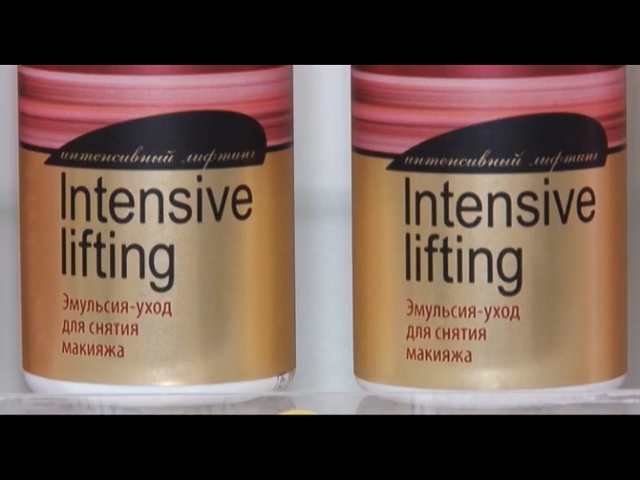 интенсивный лифтинг
Intensive
lifting
Эмульсия-уход
для снятия
макияжа
интенсивный лифтинг
Intensive
lifting
Эмульсия-уход
для снятия
макияжа